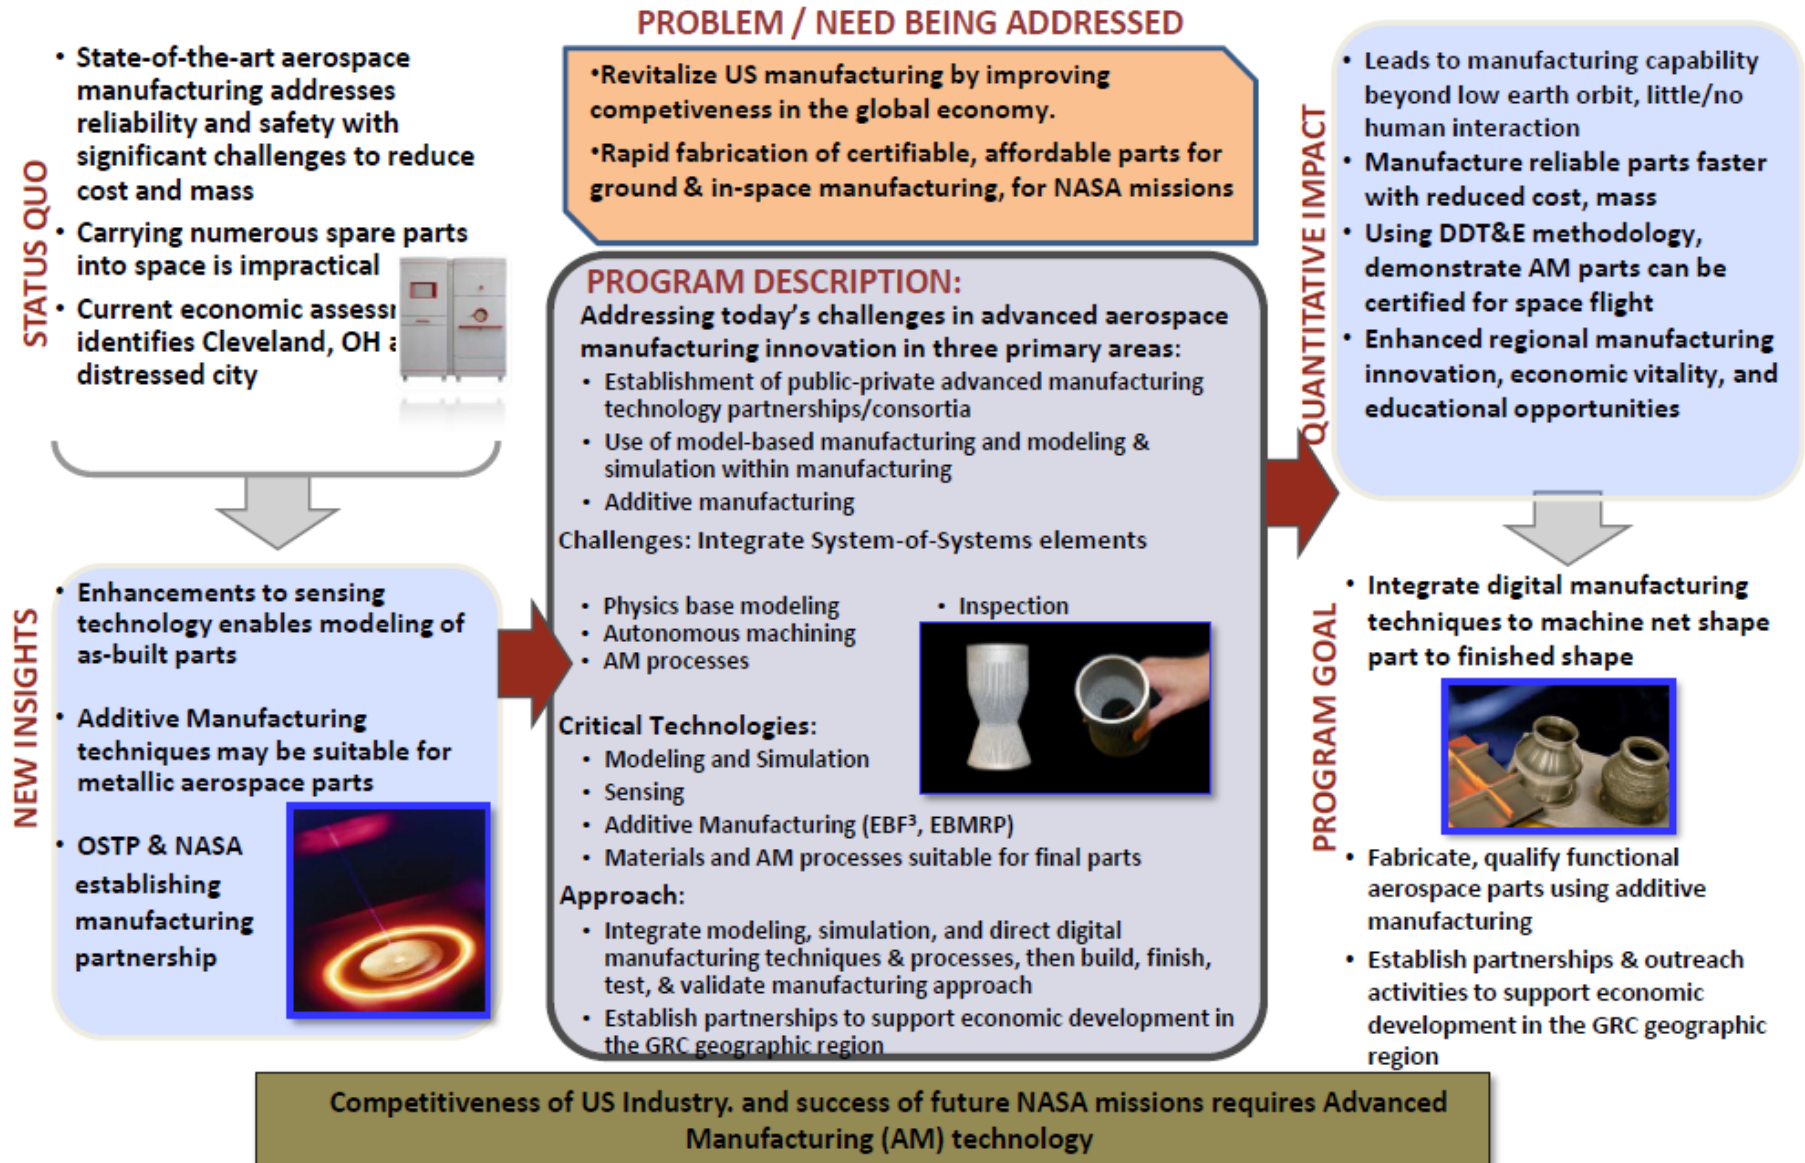 PROBLEM / NEED BEING ADDRESSED
•Revitalize US manufacturing by improving
competiveness in the global economy.
•Rapid fabrication of certifiable, affordable parts for
ground & in-space manufacturing, for NASA missions
STATUS QUO
• State-of-the-art aerospace
manufacturing addresses
reliability and safety with
significant challenges to reduce
cost and mass
• Carrying numerous spare parts
into space is impractical
• Current economic
identifies Cleveland, OH
distressed city
NEW INSIGHTS
• Enhancements to sensing
technology enables modeling of
as-built parts
• Additive Manufacturing
techniques may be suitable for
metallic aerospace parts
• OSTP & NASA
establishing
manufacturing
partnership
PROGRAM DESCRIPTION:
Addressing today's challenges in advanced aerospace
manufacturing innovation in three primary areas:
• Establishment of public-private advanced manufacturing
technology partnerships/consortia
• Use of model-based manufacturing and modeling &
simulation within manufacturing
• Additive manufacturing
Challenges: Integrate System-of-Systems elements
• Physics base modeling
• Autonomous machining
• AM processes
• Inspection
Critical Technologies:
• Modeling and Simulation
• Sensing
• Additive Manufacturing (EBF³, EBMRP)
• Materials and AM processes suitable for final parts
Approach:
• Integrate modeling, simulation, and direct digital
manufacturing techniques & processes, then build, finish,
test, & validate manufacturing approach
• Establish partnerships to support economic development in
the GRC geographic region
QUANTITATIVE IMPACT
• Leads to manufacturing capability
beyond low earth orbit, little/no
human interaction
• Manufacture reliable parts faster
with reduced cost, mass
• Using DDT&E methodology,
demonstrate AM parts can be
certified for space flight
• Enhanced regional manufacturing
innovation, economic vitality, and
educational opportunities
PROGRAM GOAL
• Integrate digital manufacturing
techniques to machine net shape
part to finished shape
• Fabricate, qualify functional
aerospace parts using additive
manufacturing
• Establish partnerships & outreach
activities to support economic
development in the GRC geographic
region
Competitiveness of US Industry. and success of future NASA missions requires Advanced
Manufacturing (AM) technology